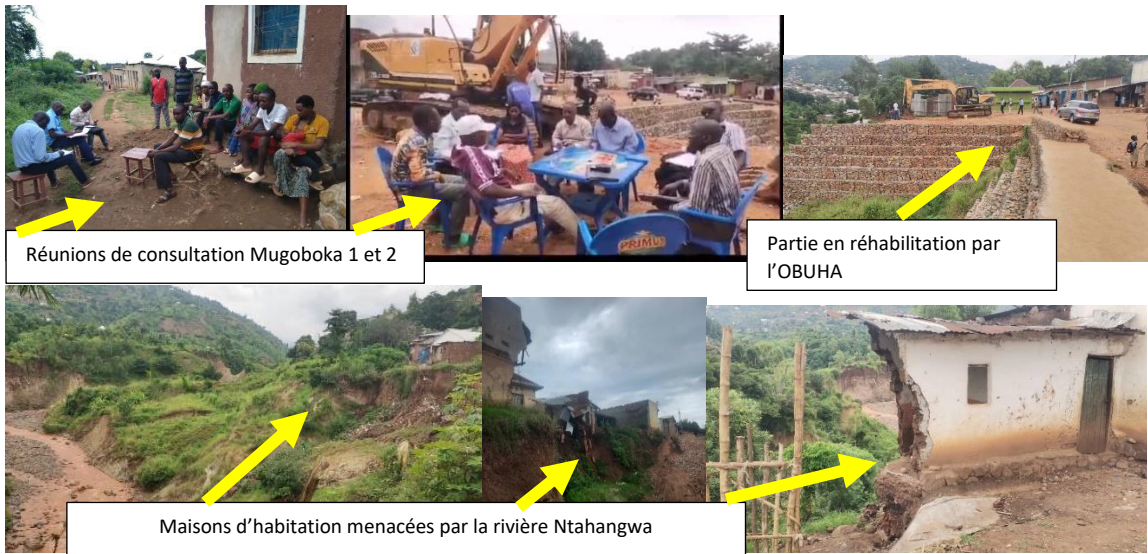 PRIMUS
Réunions de consultation Mugoboka 1 et 2
Partie en réhabilitation par
l’OBUHA
Maisons d’habitation menacées par la rivière Ntahangwa